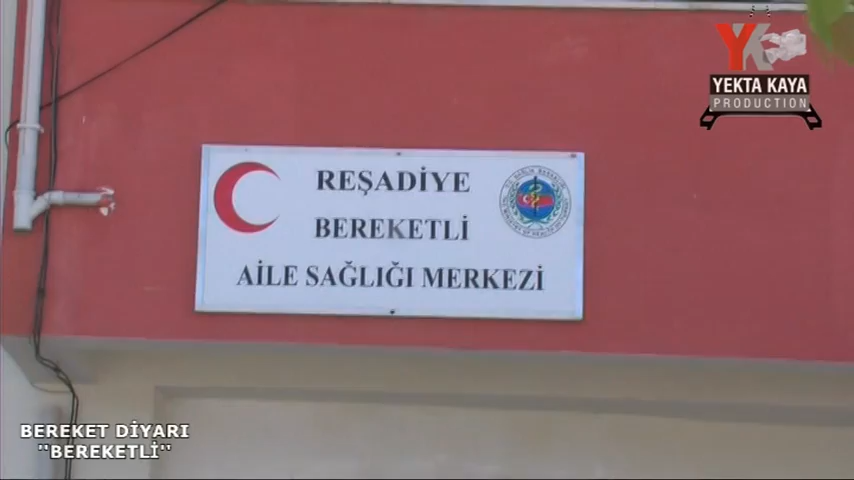 YEKTA KAYA
PRODUCTION
REŞADİYE
BEREKETLİ
AİLE SAĞLIĞI MERKEZİ
BEREKET DİYARI
"BEREKETLİ"